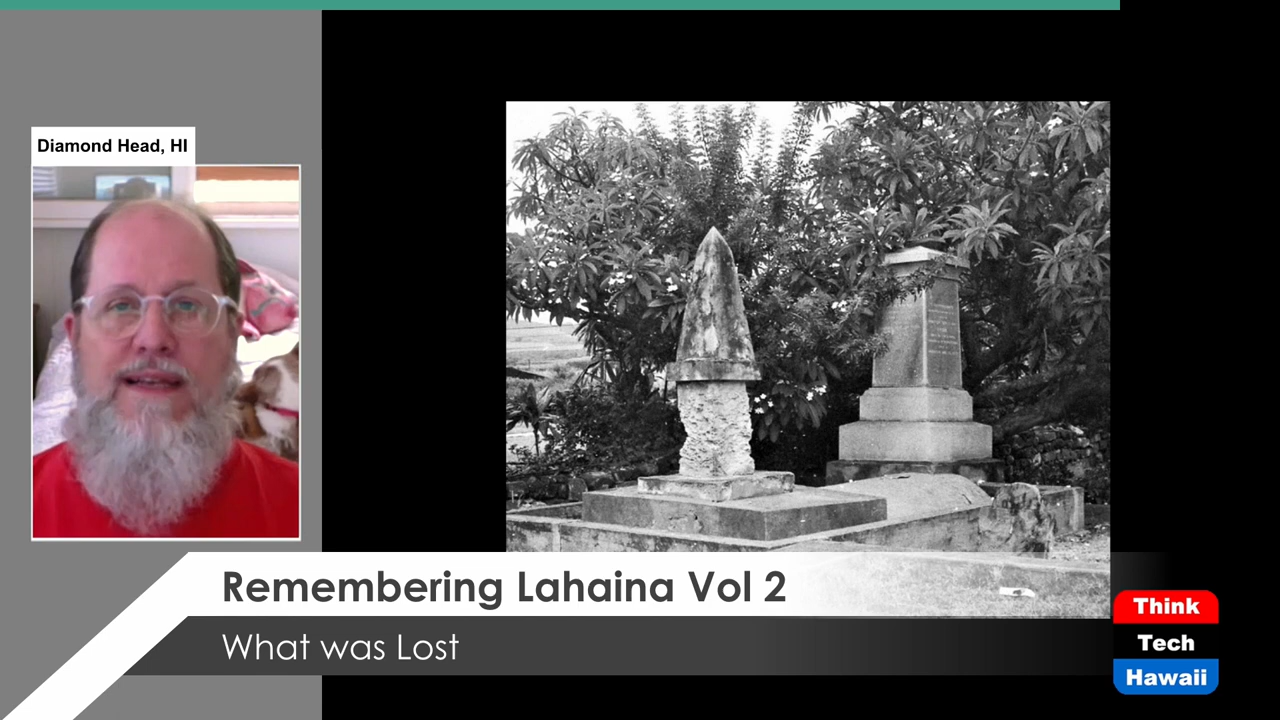 Diamond Head, HI
Remembering Lahaina Vol 2
What was Lost
Think
Tech
Hawaii